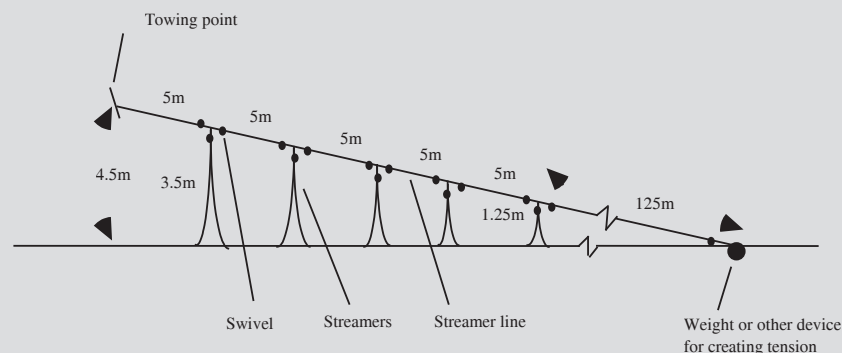 Towing point
5m
5m
5m
5m
5m
4.5m
3.5m
1.25m
125m
Swivel
Streamers
Streamer line
Weight or other device
for creating tension